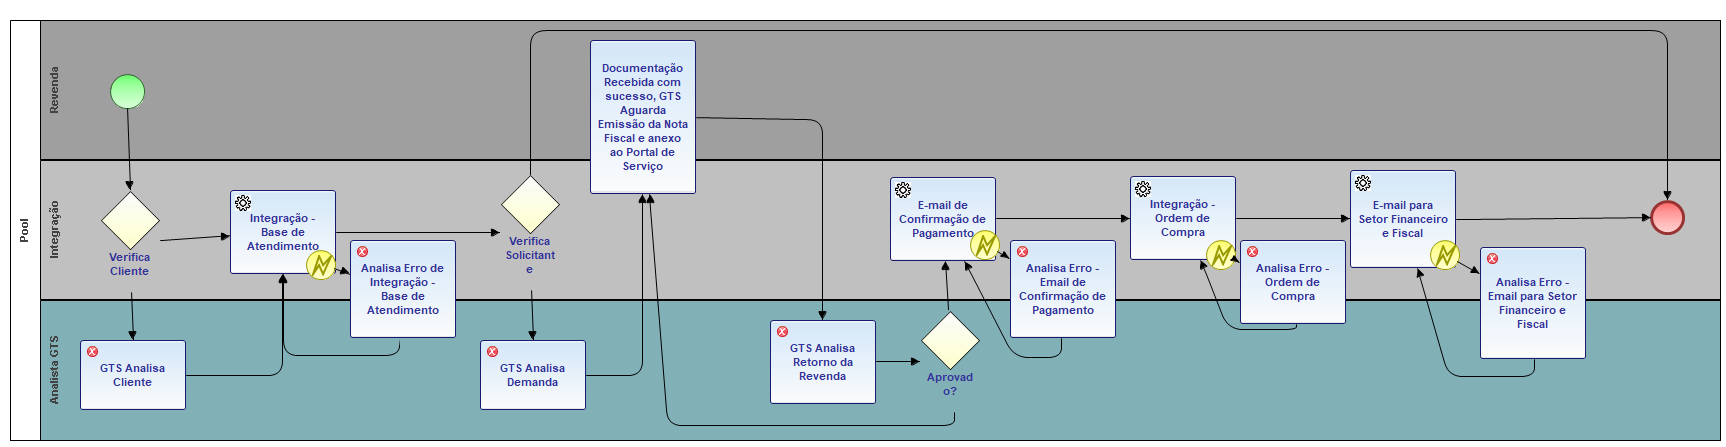 Pool
Revenda
Integração
Analista GTS
Verifica
Cliente
GTS Analisa
Cliente
Integração -
Base de
Atendimento
Analisa Erro de
Integração -
Base de
Atendimento
Verifica
Solicitant
e
GTS Analisa
Demanda
Documentação
Recebida com
sucesso, GTS
Aguarda
Emissão da Nota
Fiscal e anexo
ao Portal de
Serviço
GTS Analisa
Retorno da
Revenda
Aprovad
o?
E-mail de
Confirmação de
Pagamento
Analisa Erro -
Email de
Confirmação de
Pagamento
Integração -
Ordem de
Compra
Analisa Erro -
Ordem de
Compra
E-mail para
Setor Financeiro
e Fiscal
Analisa Erro -
Email para Setor
Financeiro e
Fiscal